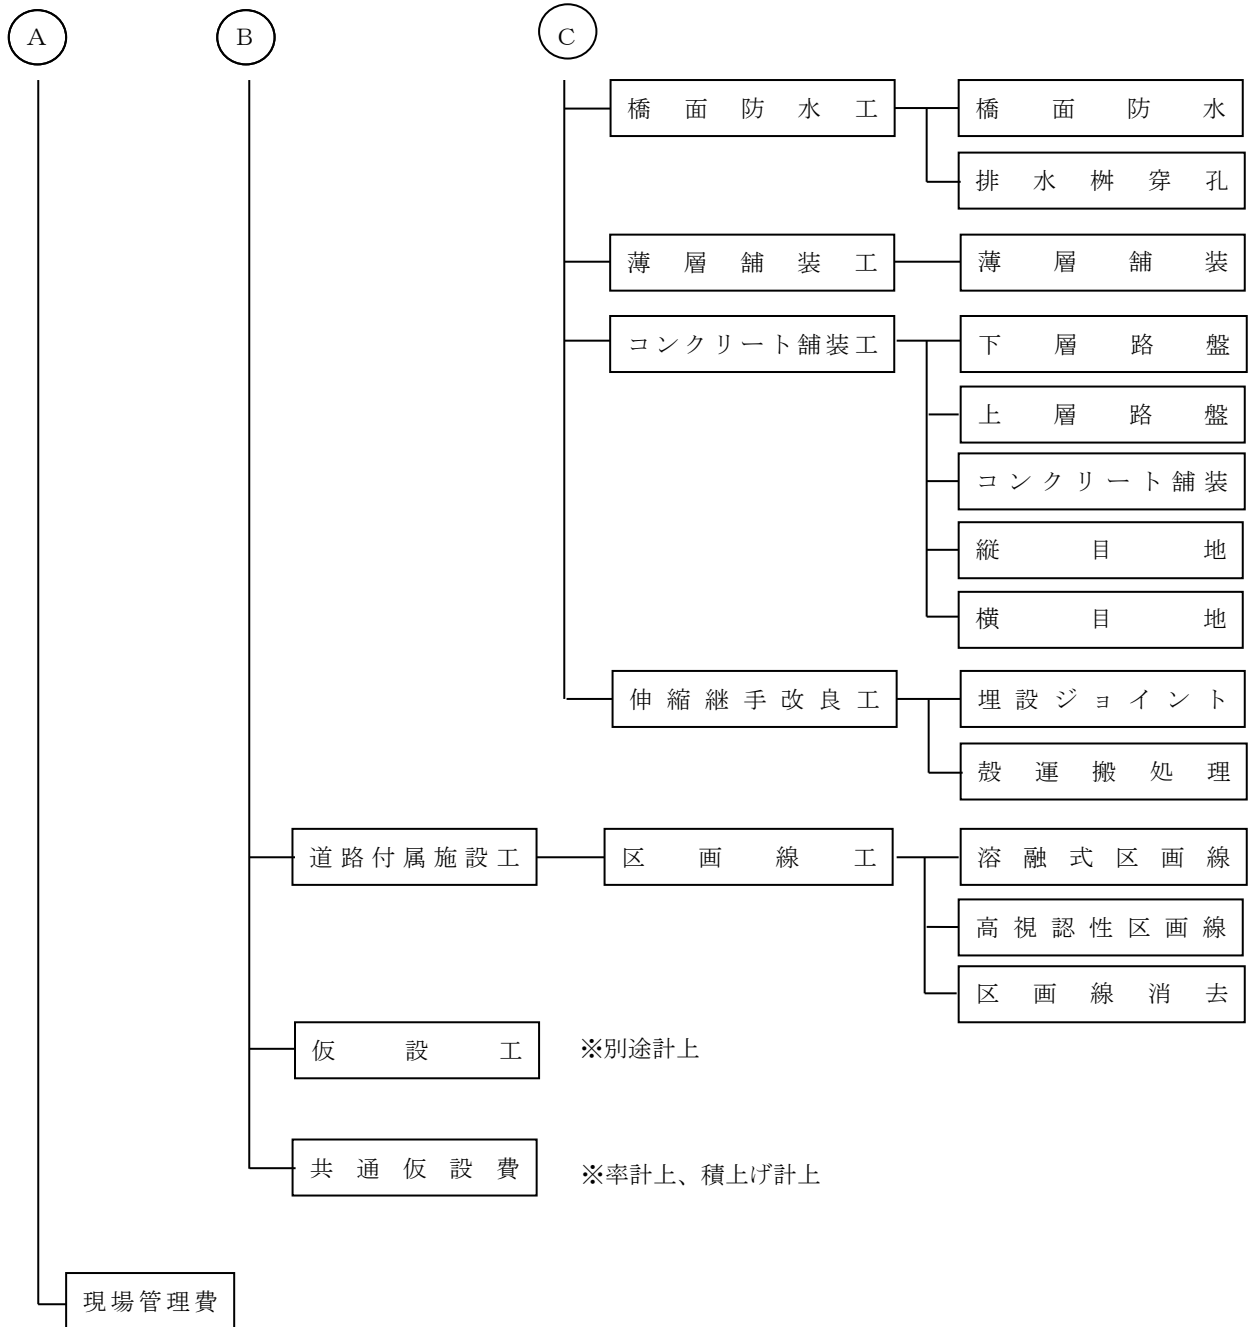 A
B
C
橋面防水工
橋面防水
排水桝穿孔
薄層舗装工
薄層舗装
コンクリート舗装工
下層路盤
上層路盤
コンクリート舗装
縦目地
横目地
伸縮継手改良工
埋設ジョイント
殻運搬処理
道路付属施設工
区画線工
溶融式区画線
高視認性区画線
区画線消去
仮設工
※別途計上
共通仮設費
※率計上、積上げ計上
現場管理費